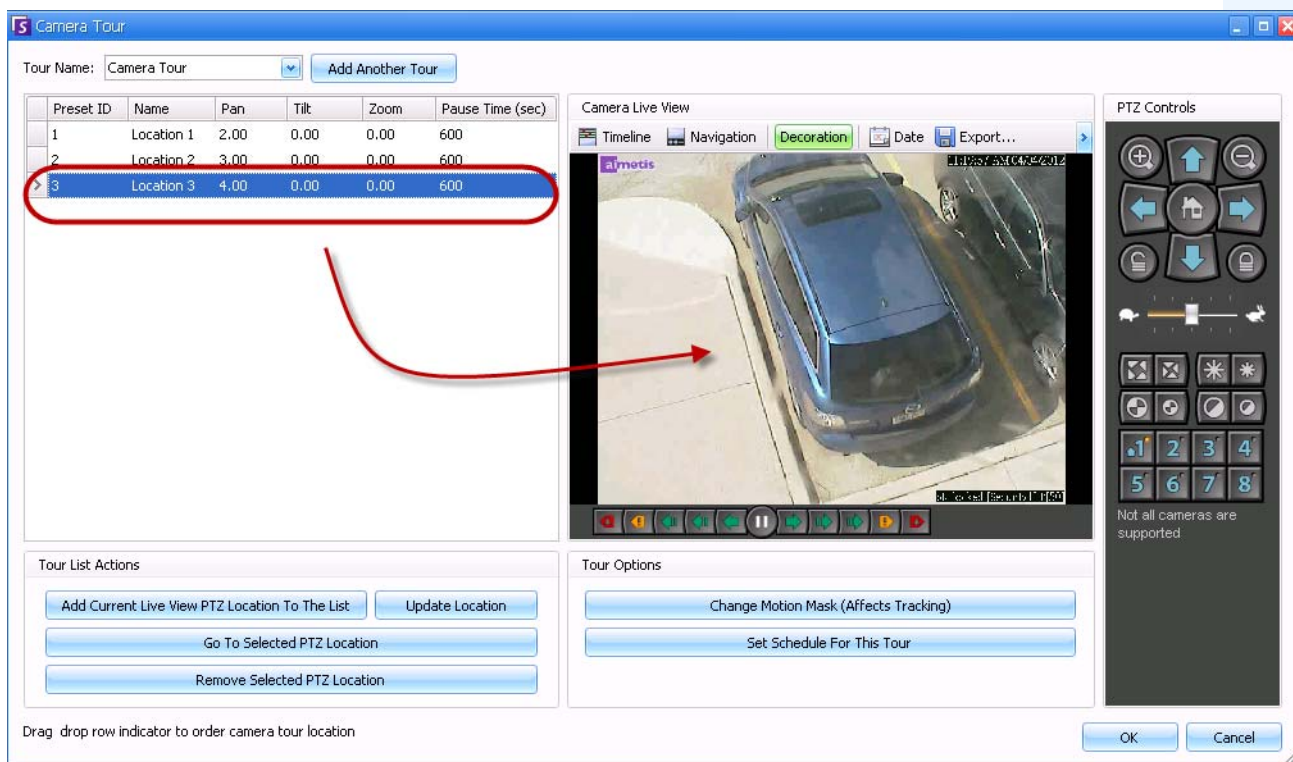 Camera Tour
Tour Name: Camera Tour Add Another Tour
Preset ID Name Pan Tilt Zoom Pause Time (sec)
1 Location 1 2.00 0.00 0.00 600
2 Location 2 3.00 0.00 0.00 600
3 Location 3 4.00 0.00 0.00 600
Camera Live View
Timeline Navigation Decoration Date Export...
aimetis
AM 04/04/2012
PTZ Controls
1 2 3 4
5 6 7 8
Not all cameras are
supported
Tour List Actions
Add Current Live View PTZ Location To The List Update Location
Go To Selected PTZ Location
Remove Selected PTZ Location
Tour Options
Change Motion Mask (Affects Tracking)
Set Schedule For This Tour
Drag drop row indicator to order camera tour location
OK Cancel